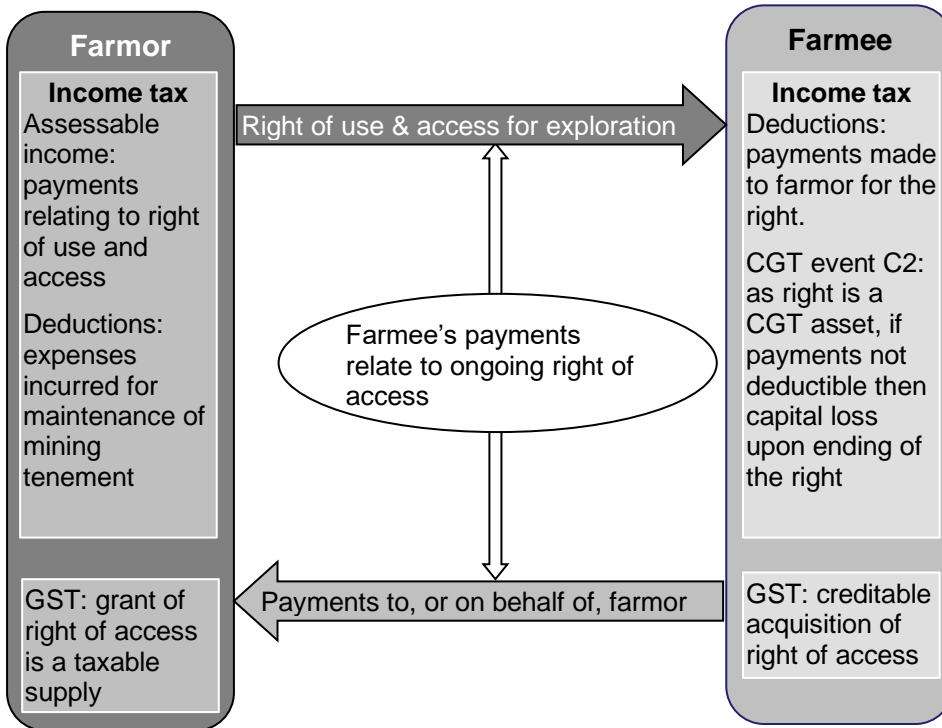 Farmor
Income tax
Assessable
income:
payments
relating to right
of use and
access
Deductions:
expenses
incurred for
maintenance of
mining
tenement
GST: grant of
right of access
is a taxable
supply
Right of use & access for exploration
Farmee's payments
relate to ongoing right of
access
Payments to, or on behalf of, farmor
Farmee
Income tax
Deductions:
payments made
to farmor for the
right.
CGT event C2:
as right is a
CGT asset, if
payments not
deductible then
capital loss
upon ending of
the right
GST: creditable
acquisition of
right of access